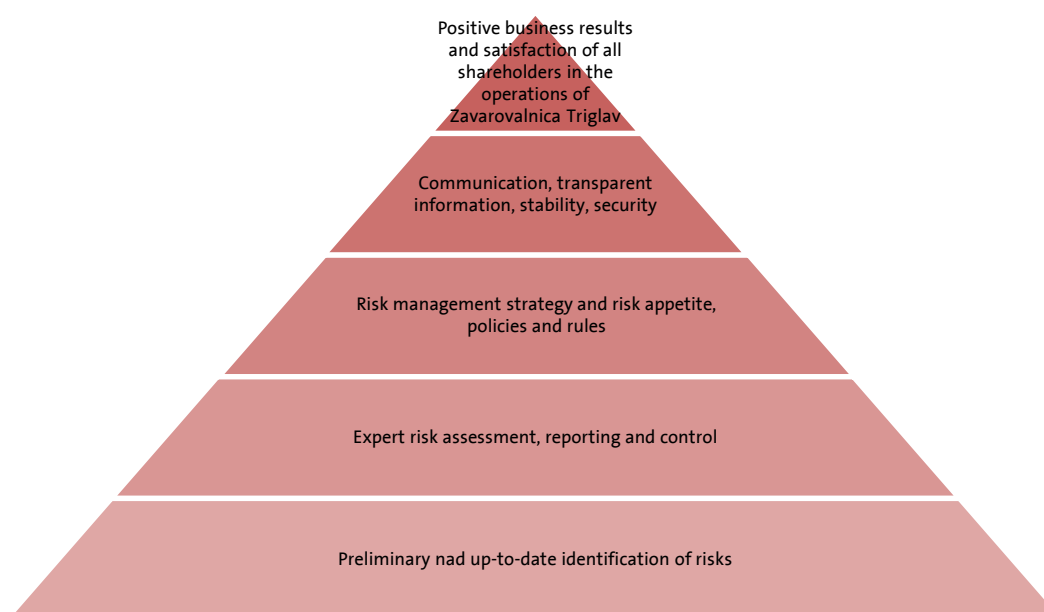 Positive business results
and satisfaction of all
shareholders in the
operations of
Zavarovalnica Triglav
Communication, transparent
information, stability, security
Risk management strategy and risk appetite,
policies and rules
Expert risk assessment, reporting and control
Preliminary nad up-to-date identification of risks